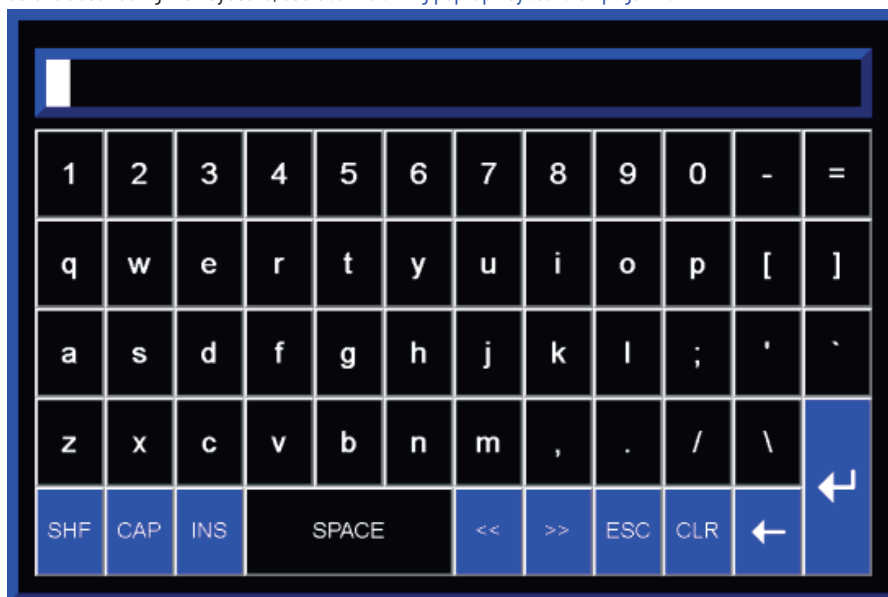 1 2 3 4 5 6 7 8 9 0 - =
q w e r t y u i o p [ ]
a s d f g h j k l ; ' `
z x c v b n m , . / \
SHF CAP INS SPACE << >> ESC CLR ← ↵